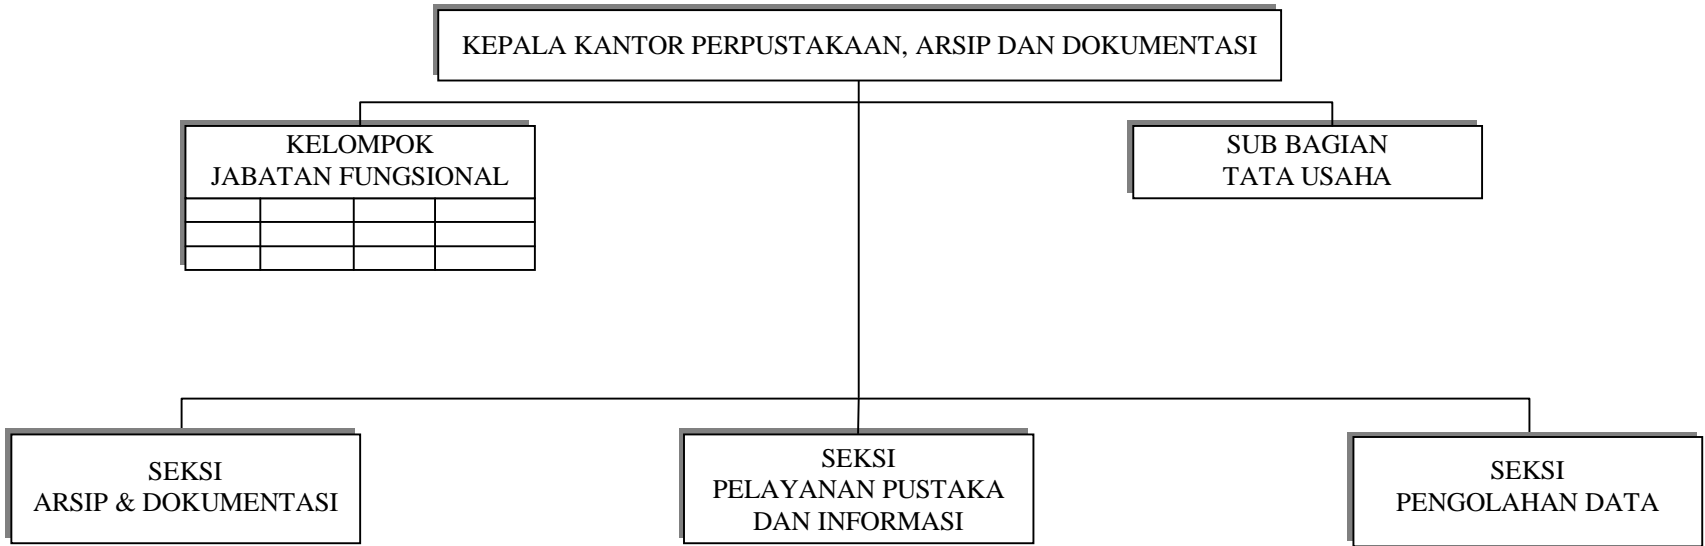 KEPALA KANTOR PERPUSTAKAAN, ARSIP DAN DOKUMENTASI
KELOMPOK
JABATAN FUNGSIONAL
SUB BAGIAN
TATA USAHA
SEKSI
ARSIP & DOKUMENTASI
SEKSI
PELAYANAN PUSTAKA
DAN INFORMASI
SEKSI
PENGOLAHAN DATA